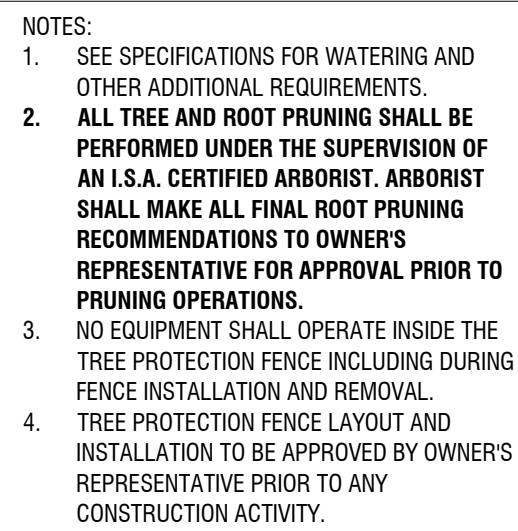 NOTES:
1. SEE SPECIFICATIONS FOR WATERING AND
OTHER ADDITIONAL REQUIREMENTS.
2. ALL TREE AND ROOT PRUNING SHALL BE
PERFORMED UNDER THE SUPERVISION OF
AN I.S.A. CERTIFIED ARBORIST. ARBORIST
SHALL MAKE ALL FINAL ROOT PRUNING
RECOMMENDATIONS TO OWNER'S
REPRESENTATIVE FOR APPROVAL PRIOR TO
PRUNING OPERATIONS.
3. NO EQUIPMENT SHALL OPERATE INSIDE THE
TREE PROTECTION FENCE INCLUDING DURING
FENCE INSTALLATION AND REMOVAL.
4. TREE PROTECTION FENCE LAYOUT AND
INSTALLATION TO BE APPROVED BY OWNER'S
REPRESENTATIVE PRIOR TO ANY
CONSTRUCTION ACTIVITY.